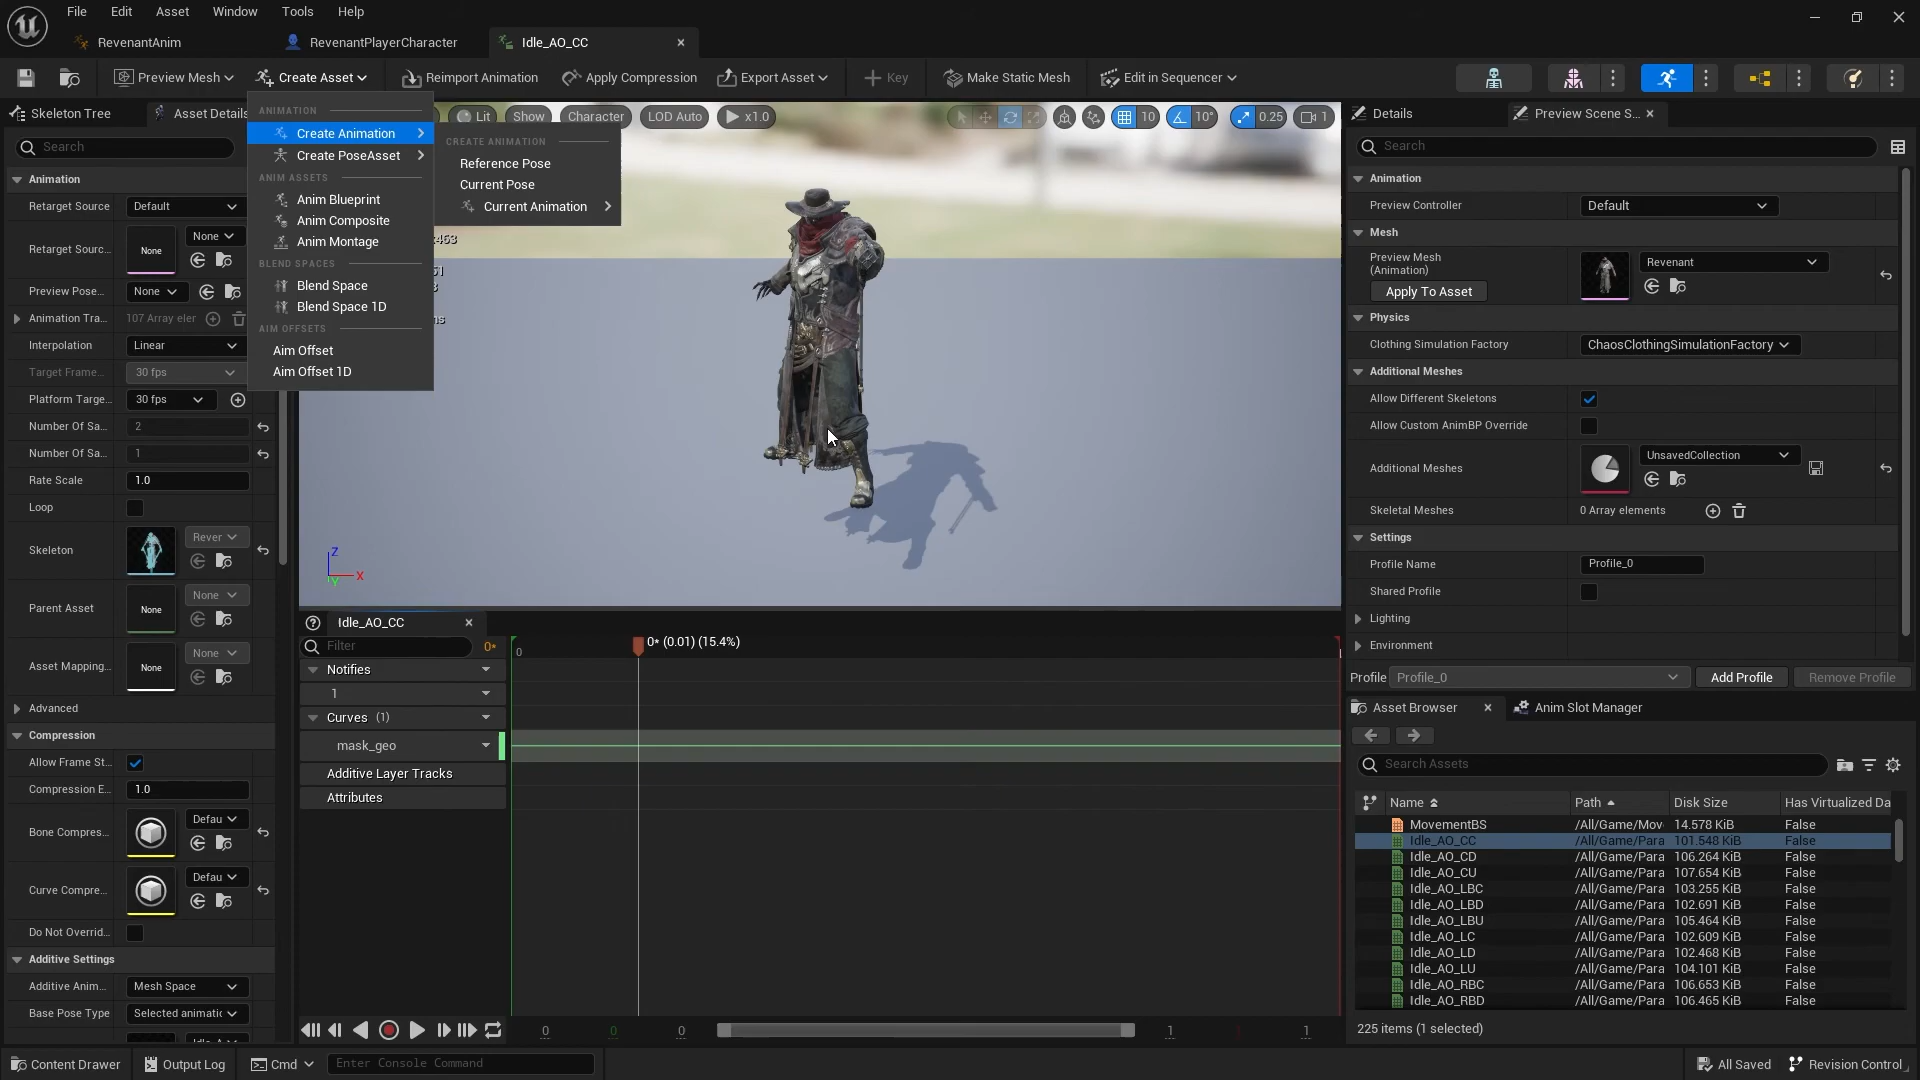 File Edit Asset Window Tools Help
RevenantAnim RevenantPlayerCharacter Idle_AO_CC
Preview Mesh Create Asset Reimport Animation Apply Compression Export Asset Key Make Static Mesh Edit in Sequencer
Skeleton Tree Asset Details
Search
Animation
Retarget Source Default
Retarget Sourc... None None
Preview Pose... None
Animation Tra... 107 Array eler
Interpolation Linear
Target Frame... 30 fps
Platform Targe... 30 fps
Number Of Sa... 2
Number Of Sa... 1
Rate Scale 1.0
Loop
Skeleton Rever
Parent Asset None None
Asset Mapping... None None
Advanced
Compression
Allow Frame St...
Compression E... 1.0
Bone Compres... Defau
Curve Compre... Defau
Do Not Overrid...
Additive Settings
Additive Anim... Mesh Space
Base Pose Type Selected animatic
ANIMATION
Create Animation
Create PoseAsset
ANIM ASSETS
Anim Blueprint
Anim Composite
Anim Montage
BLEND SPACES
Blend Space
Blend Space 1D
AIM OFFSETS
Aim Offset
Aim Offset 1D
CREATE ANIMATION
Reference Pose
Current Pose
Current Animation
Lit Show Character LOD Auto x1.0 10 10° 0.25 1
Z
X
Y
Idle_AO_CC
Filter 0*
0 0* (0.01) (15.4%)
Notifies
1
Curves (1)
mask_geo
Additive Layer Tracks
Attributes
0 0 0 1 1
Details Preview Scene S...
Search
Animation
Preview Controller Default
Mesh
Preview Mesh
(Animation)
Apply To Asset
Revenant
Physics
Clothing Simulation Factory ChaosClothingSimulationFactory
Additional Meshes
Allow Different Skeletons
Allow Custom AnimBP Override
Additional Meshes UnsavedCollection
Skeletal Meshes 0 Array elements
Settings
Profile Name Profile_0
Shared Profile
Lighting
Environment
Profile Profile_0 Add Profile Remove Profile
Asset Browser Anim Slot Manager
Search Assets
Name Path Disk Size Has Virtualized Da
MovementBS /All/Game/Mov 14.578 KiB False
Idle_AO_CC /All/Game/Para 101.548 KiB False
Idle_AO_CD /All/Game/Para 106.264 KiB False
Idle_AO_CU /All/Game/Para 107.654 KiB False
Idle_AO_LBC /All/Game/Para 103.255 KiB False
Idle_AO_LBD /All/Game/Para 102.691 KiB False
Idle_AO_LBU /All/Game/Para 105.464 KiB False
Idle_AO_LC /All/Game/Para 102.609 KiB False
Idle_AO_LD /All/Game/Para 102.468 KiB False
Idle_AO_LU /All/Game/Para 104.101 KiB False
Idle_AO_RBC /All/Game/Para 106.653 KiB False
Idle_AO_RBD /All/Game/Para 106.465 KiB False
225 items (1 selected)
Content Drawer Output Log Cmd Enter Console Command All Saved Revision Control